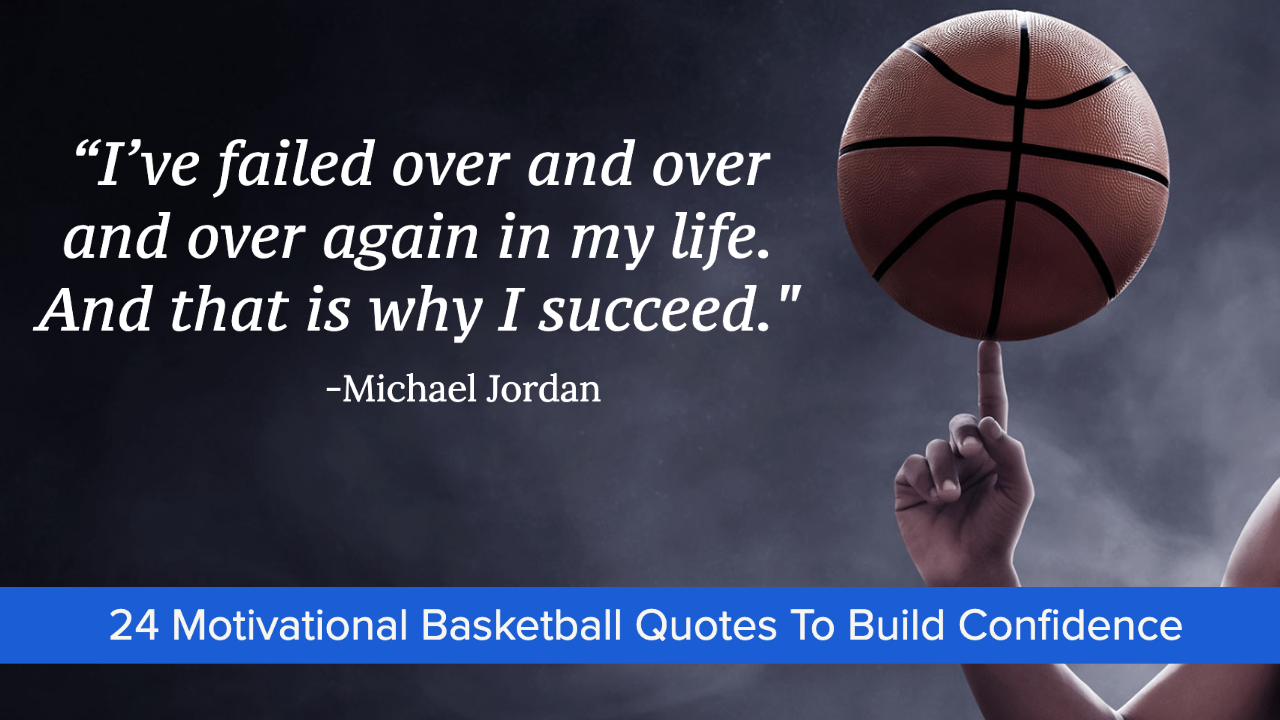 “I’ve failed over and over
and over again in my life.
And that is why I succeed."
-Michael Jordan
24 Motivational Basketball Quotes To Build Confidence